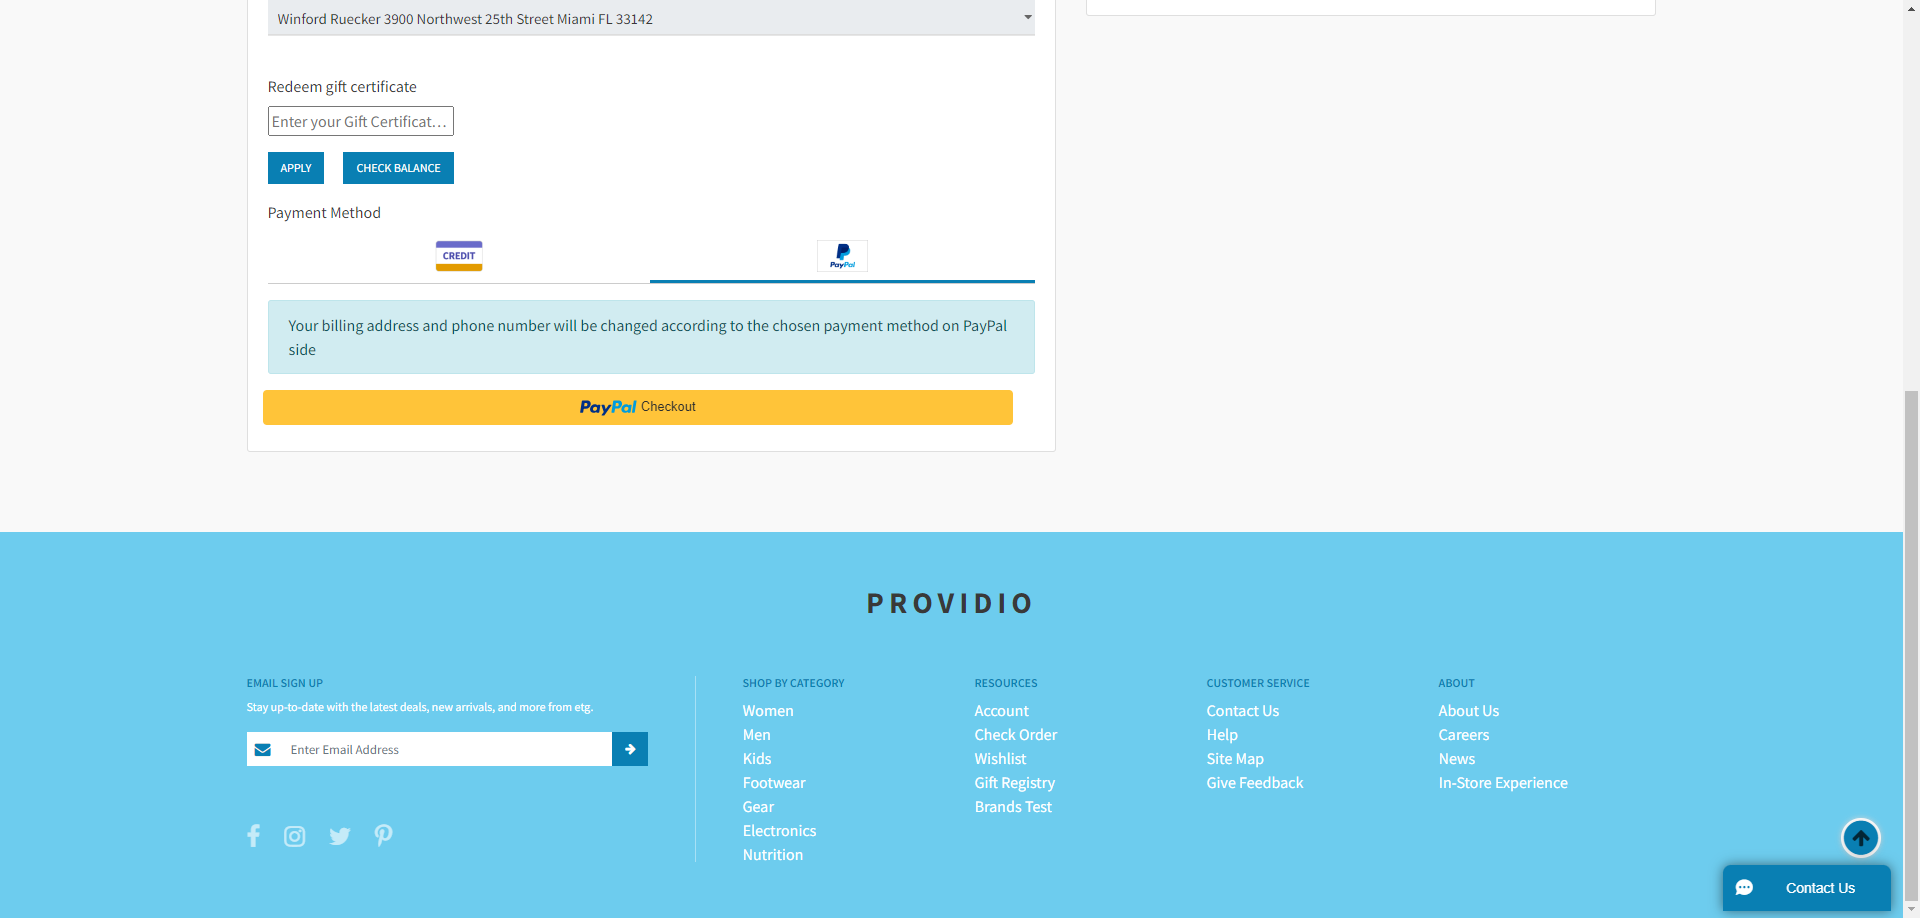 Winford Ruecker 3900 Northwest 25th Street Miami FL 33142
Redeem gift certificate
Enter your Gift Certificat...
APPLY
CHECK BALANCE
Payment Method
CREDIT
PayPal
Your billing address and phone number will be changed according to the chosen payment method on PayPal
side
PayPal Checkout
PROVIDIO
EMAIL SIGN UP
Stay up-to-date with the latest deals, new arrivals, and more from etg.
Enter Email Address
SHOP BY CATEGORY
Women
Men
Kids
Footwear
Gear
Electronics
Nutrition
RESOURCES
Account
Check Order
Wishlist
Gift Registry
Brands Test
CUSTOMER SERVICE
Contact Us
Help
Site Map
Give Feedback
ABOUT
About Us
Careers
News
In-Store Experience
Contact Us